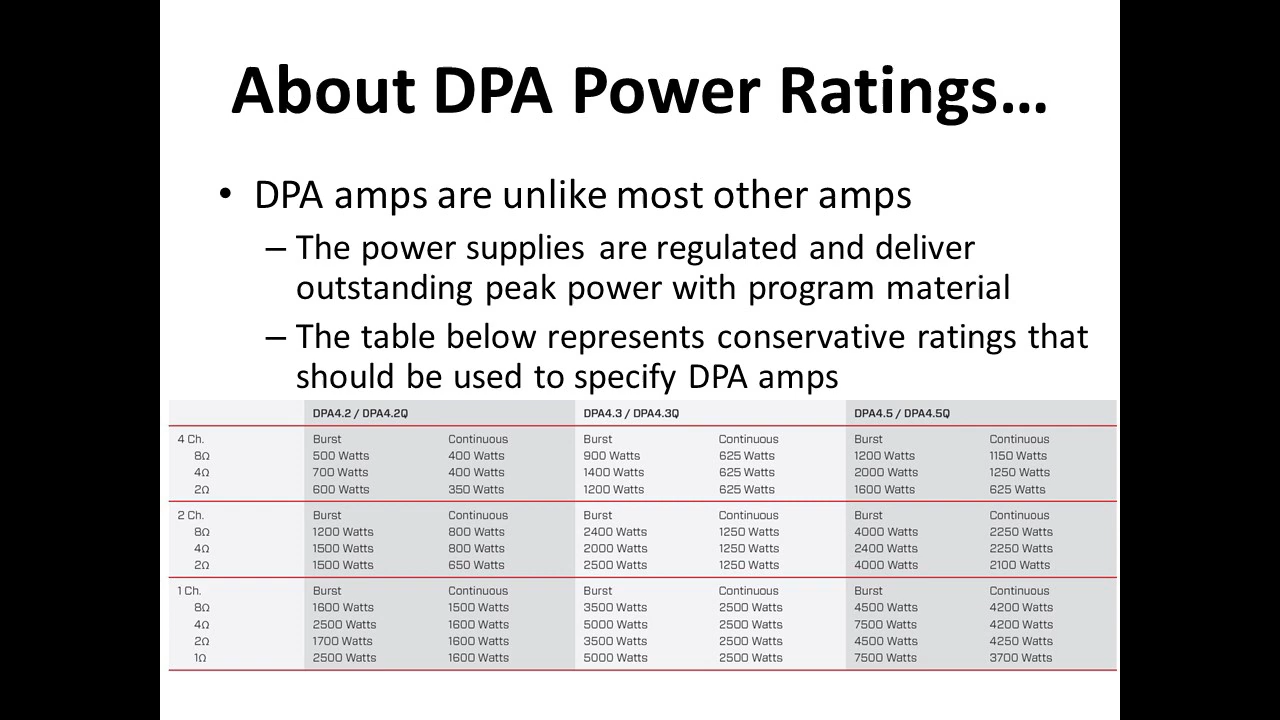 About DPA Power Ratings...
• DPA amps are unlike most other amps
– The power supplies are regulated and deliver
outstanding peak power with program material
– The table below represents conservative ratings that
should be used to specify DPA amps
DPA4.2 / DPA4.2Q DPA4.3 / DPA4.3Q DPA4.5 / DPA4.5Q
4 Ch. Burst Continuous Burst Continuous Burst Continuous
8Ω 500 Watts 400 Watts 900 Watts 625 Watts 1200 Watts 1150 Watts
4Ω 700 Watts 400 Watts 1400 Watts 625 Watts 2000 Watts 1250 Watts
2Ω 600 Watts 350 Watts 1200 Watts 625 Watts 1600 Watts 625 Watts
2 Ch. Burst Continuous Burst Continuous Burst Continuous
8Ω 1200 Watts 800 Watts 2400 Watts 1250 Watts 4000 Watts 2250 Watts
4Ω 1500 Watts 800 Watts 2000 Watts 1250 Watts 2400 Watts 2250 Watts
2Ω 1500 Watts 650 Watts 2500 Watts 1250 Watts 4000 Watts 2100 Watts
1 Ch. Burst Continuous Burst Continuous Burst Continuous
8Ω 1600 Watts 1500 Watts 3500 Watts 2500 Watts 4500 Watts 4200 Watts
4Ω 2500 Watts 1600 Watts 5000 Watts 2500 Watts 7500 Watts 4200 Watts
2Ω 1700 Watts 1600 Watts 3500 Watts 2500 Watts 4500 Watts 4250 Watts
1Ω 2500 Watts 1600 Watts 5000 Watts 2500 Watts 7500 Watts 3700 Watts